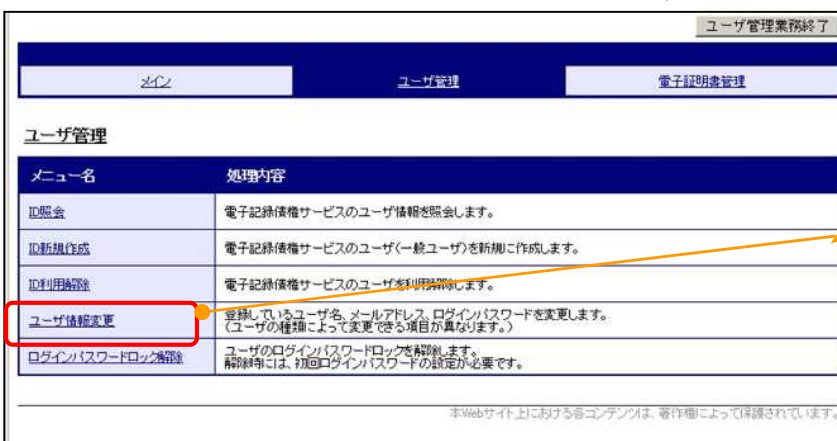 ユーザ管理業務終了
メイン ユーザ管理 電子証明書管理
ユーザ管理
メニュー名 処理内容
ID照会 電子記録債権サービスのユーザ情報を照会します。
ID新規作成 電子記録債権サービスのユーザ(一般ユーザ)を新規に作成します。
ID利用解除 電子記録債権サービスのユーザを利用解除します。
ユーザ情報変更 登録しているユーザ名、メールアドレス、ログインパスワードを変更します。
(ユーザの種類によって変更できる項目が異なります。)
ログインパスワードロック解除 ユーザのログインパスワードロックを解除します。
解除時には、初回ログインパスワードの設定が必要です。
本Webサイト上における各コンテンツは、著作権によって保護されています。